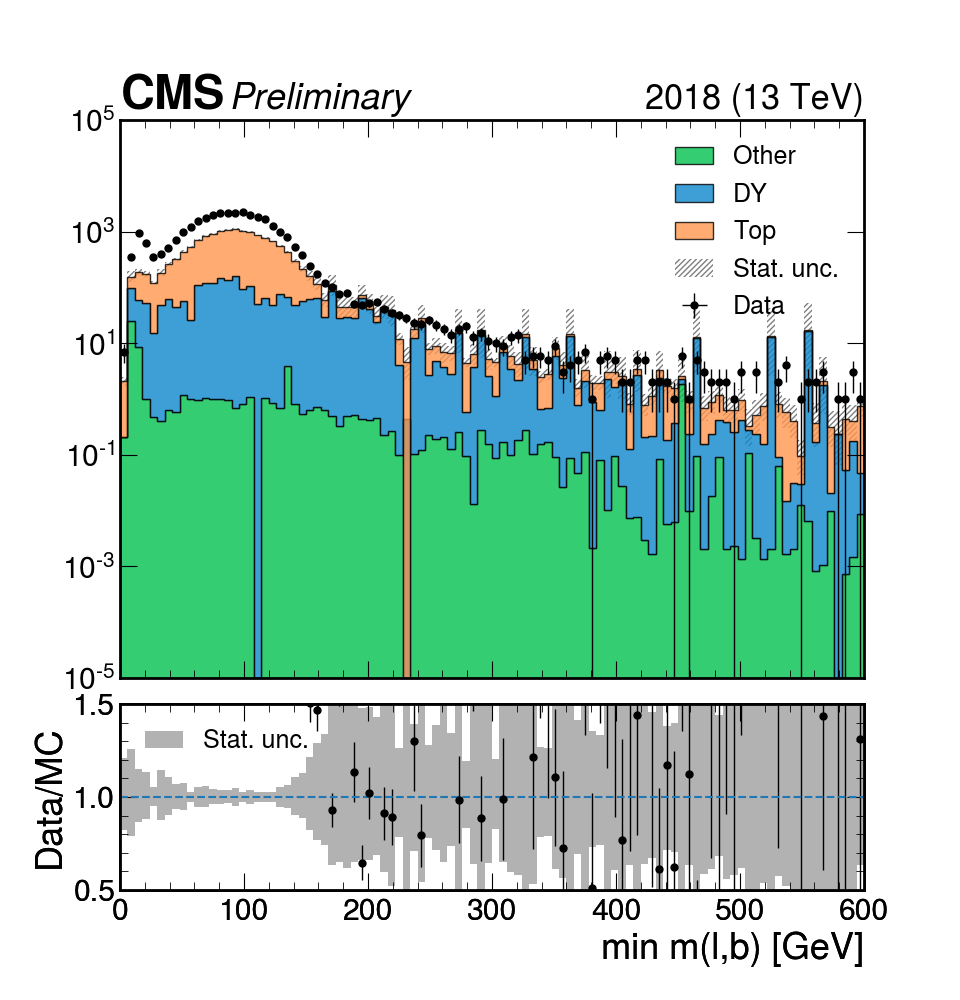 CMS Preliminary 2018 (13 TeV)
10^5
Other
DY
10^3
Top
Stat. unc.
Data
10^1
10^-1
10^-3
10^-5
1.5
Stat. unc.
Data/MC
1.0
0.5
0 100 200 300 400 500 600
min m(l,b) [GeV]